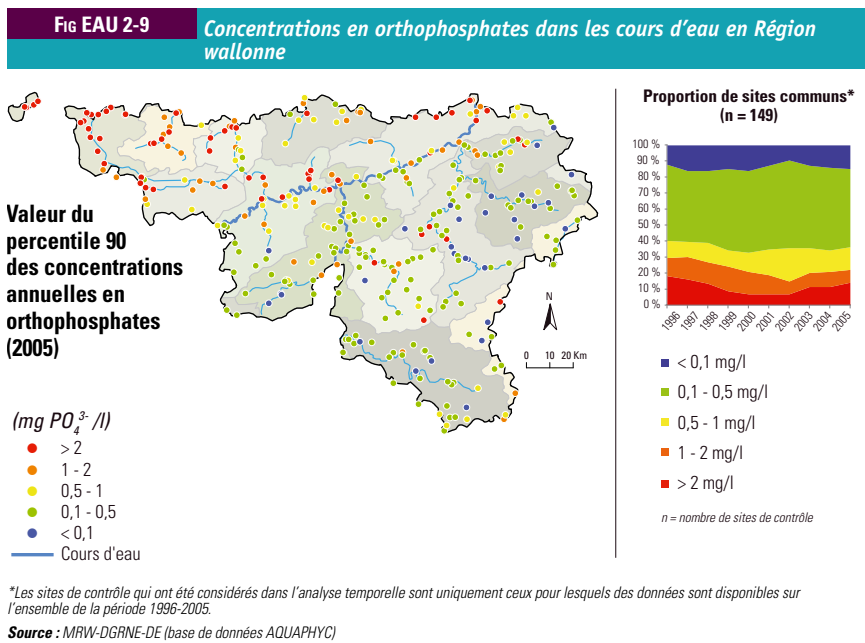 FIG EAU 2-9
Concentrations en orthophosphates dans les cours d'eau en Région
wallonne
Valeur du
percentile 90
des concentrations
annuelles en
orthophosphates
(2005)
(mg PO₄³⁻ /l)
> 2
1 - 2
0,5 - 1
0,1 - 0,5
< 0,1
Cours d'eau
N
0 10 20 Km
Proportion de sites communs*
(n = 149)
100 %
90 %
80 %
70 %
60 %
50 %
40 %
30 %
20 %
10 %
0 %
1996 1997 1998 1999 2000 2001 2002 2003 2004 2005
< 0,1 mg/l
0,1 - 0,5 mg/l
0,5 - 1 mg/l
1 - 2 mg/l
> 2 mg/l
n = nombre de sites de contrôle
*Les sites de contrôle qui ont été considérés dans l'analyse temporelle sont uniquement ceux pour lesquels des données sont disponibles sur
l'ensemble de la période 1996-2005.
Source : MRW-DGRNE-DE (base de données AQUAPHYC)